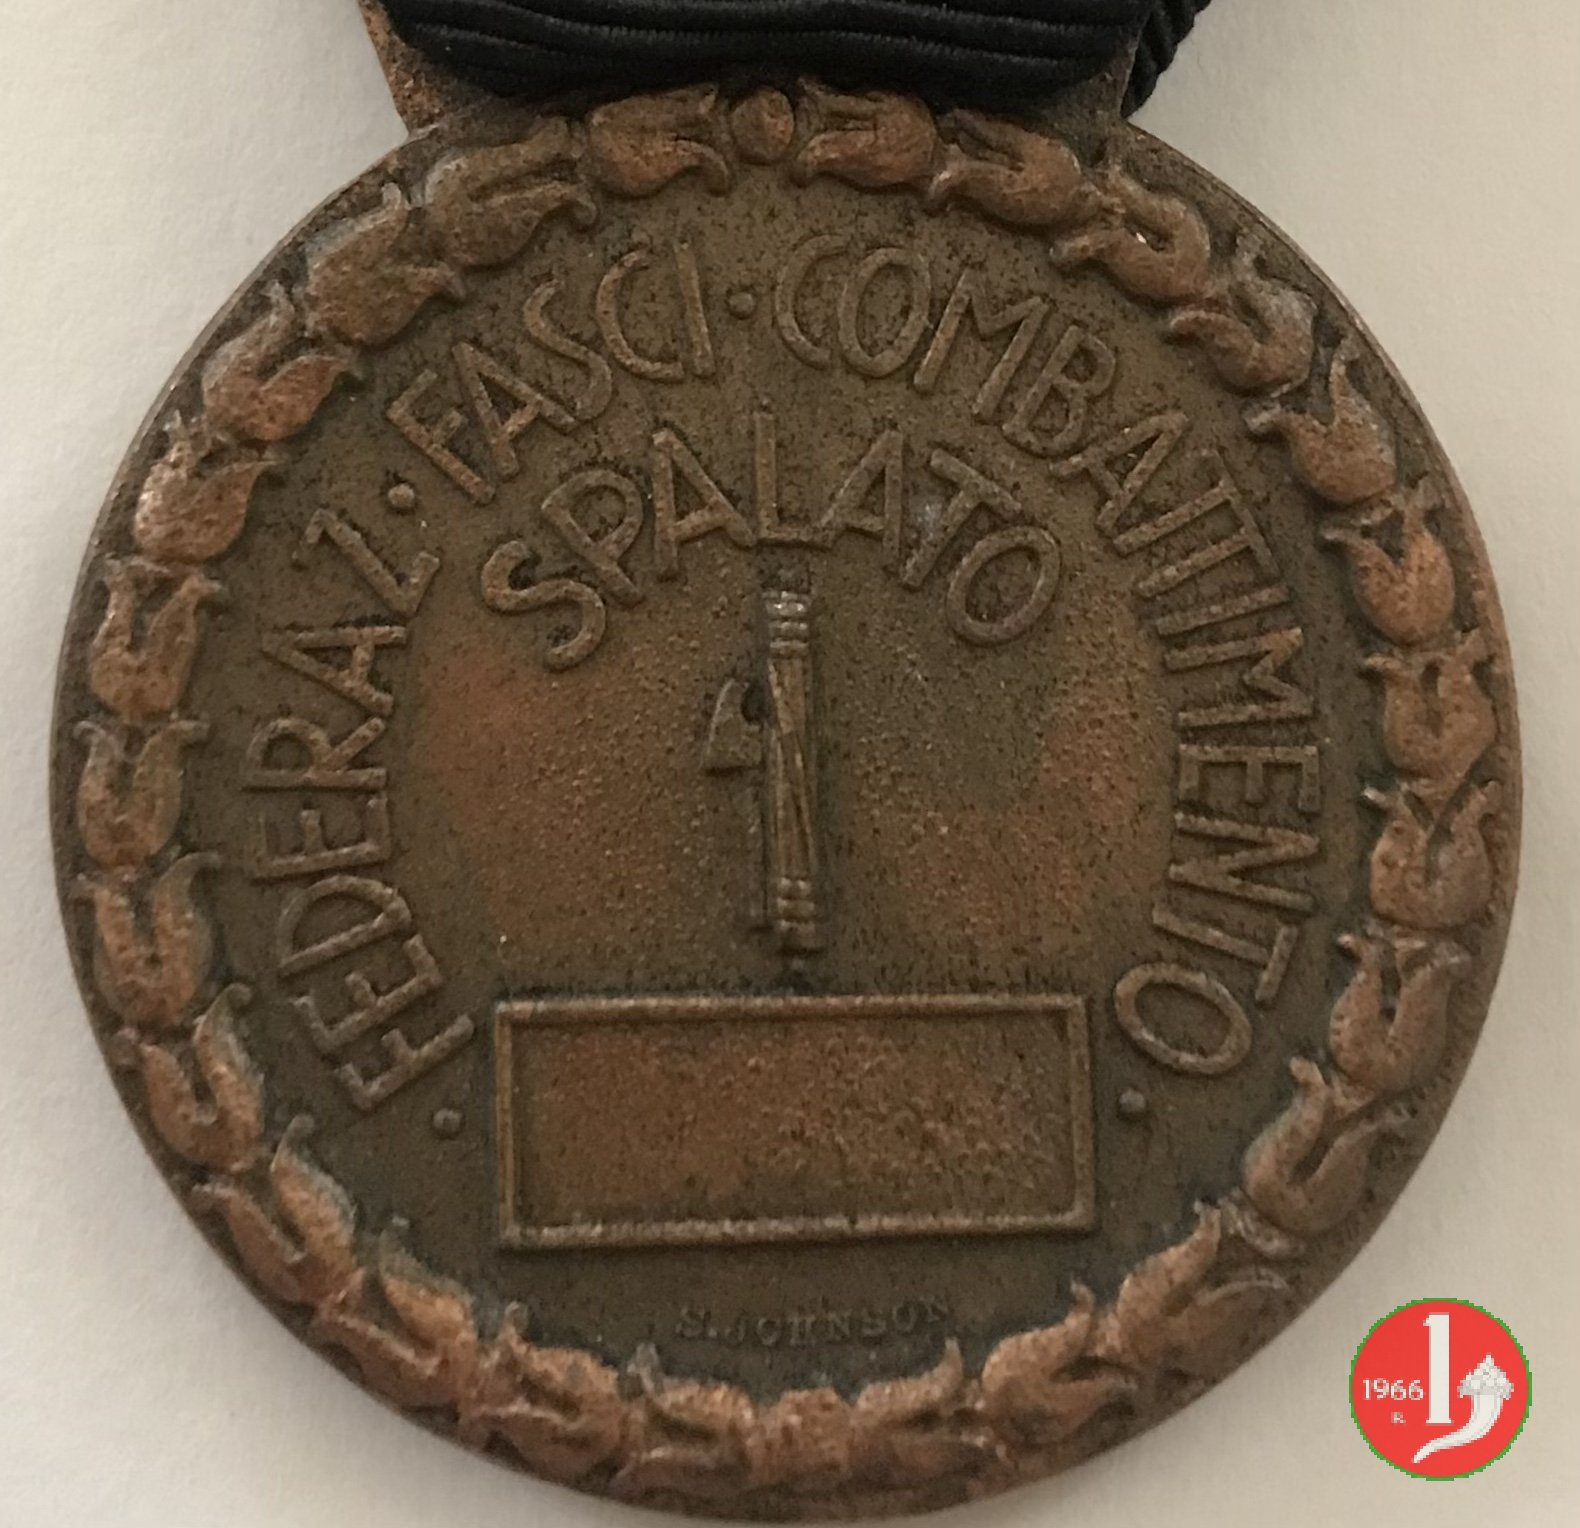 · FEDERAZ · FASCI · COMBATTIMENTO ·
SPALATO
S. JOHNSON
1966
R